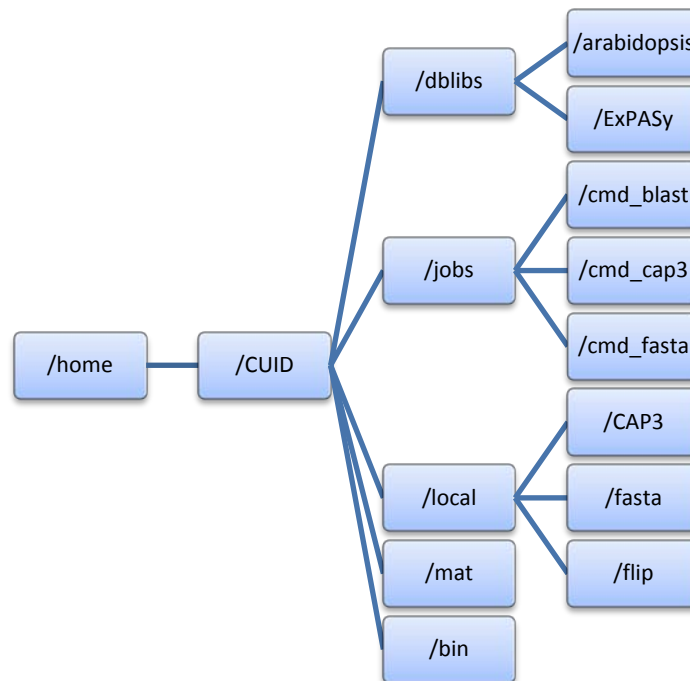 /arabidopsis
/dblibs
/ExPASy
/cmd_blast
/jobs
/cmd_cap3
/cmd_fasta
/home
/CUID
/CAP3
/local
/fasta
/mat
/flip
/bin